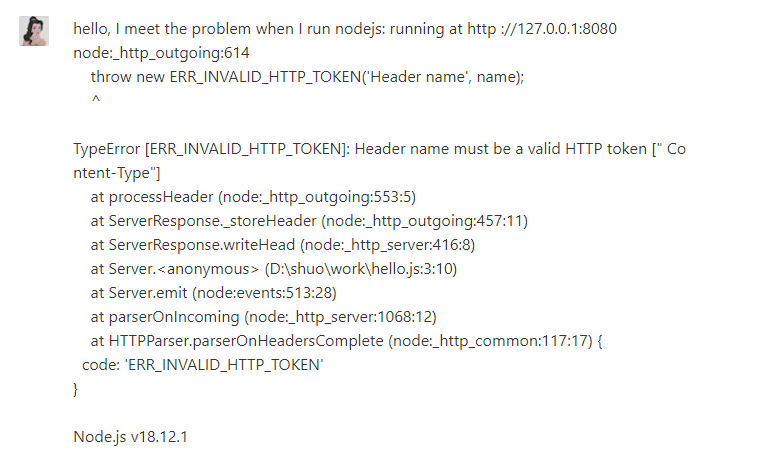 hello, I meet the problem when I run nodejs: running at http ://127.0.0.1:8080
node:_http_outgoing:614
    throw new ERR_INVALID_HTTP_TOKEN('Header name', name);
    ^

TypeError [ERR_INVALID_HTTP_TOKEN]: Header name must be a valid HTTP token [" Co
ntent-Type"]
    at processHeader (node:_http_outgoing:553:5)
    at ServerResponse._storeHeader (node:_http_outgoing:457:11)
    at ServerResponse.writeHead (node:_http_server:416:8)
    at Server.<anonymous> (D:\shuo\work\hello.js:3:10)
    at Server.emit (node:events:513:28)
    at parserOnIncoming (node:_http_server:1068:12)
    at HTTPParser.parserOnHeadersComplete (node:_http_common:117:17) {
  code: 'ERR_INVALID_HTTP_TOKEN'
}

Node.js v18.12.1